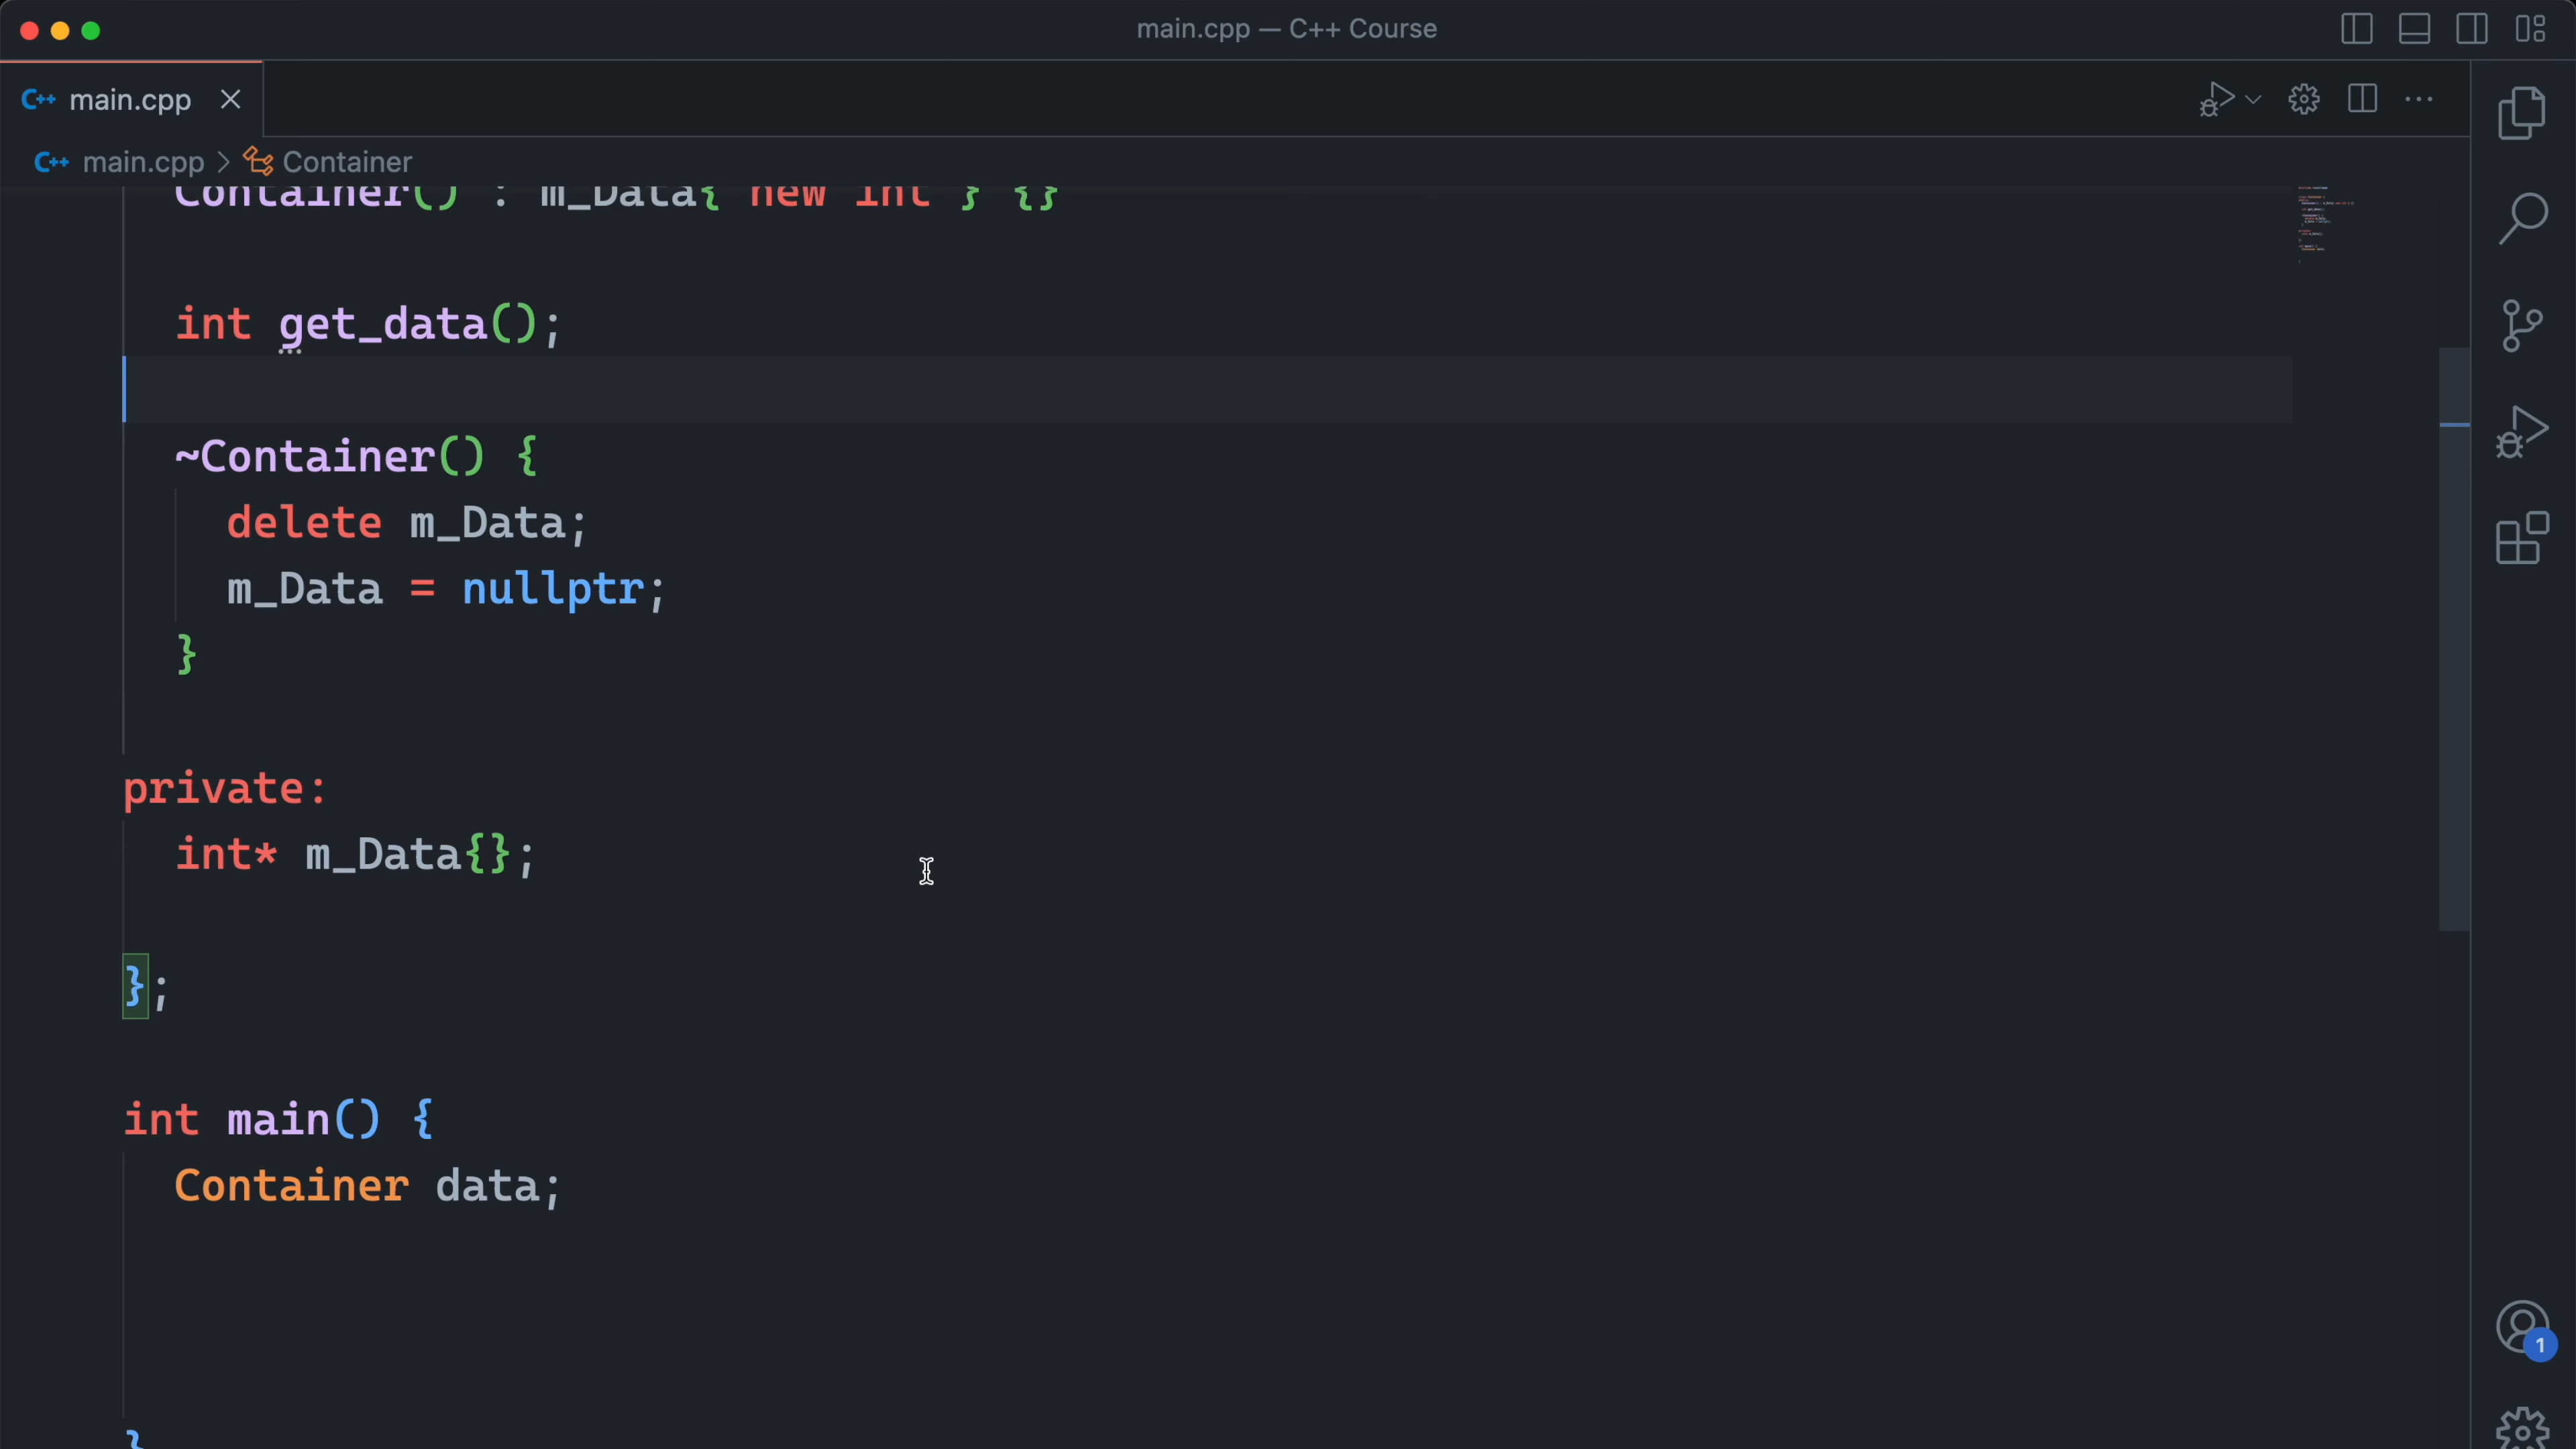 main.cpp — C++ Course
C++ main.cpp
C++ main.cpp > Container
Container() : m_Data{ new int } {}
int get_data();
~Container() {
delete m_Data;
m_Data = nullptr;
}
private:
int* m_Data{};
};
int main() {
Container data;
}
1